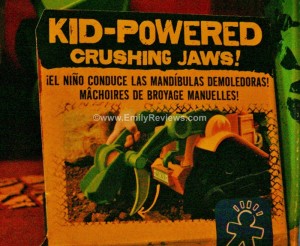 KID-POWERED
CRUSHING JAWS!
¡EL NIÑO CONDUCE LAS MANDÍBULAS DEMOLEDORAS!
MÂCHOIRES DE BROYAGE MANUELLES!
©www.EmilyReviews.com